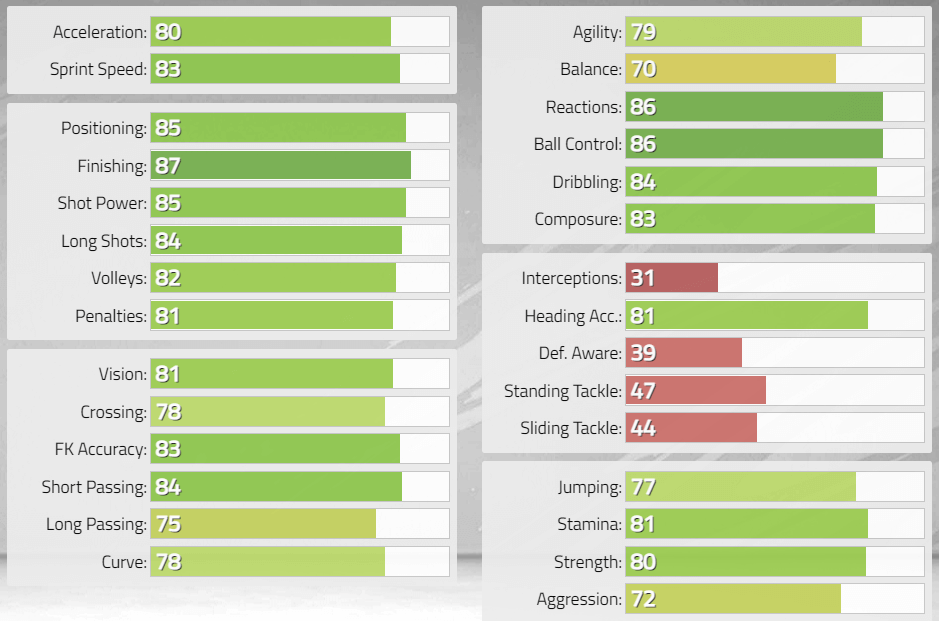 Acceleration: 80
Sprint Speed: 83
Positioning: 85
Finishing: 87
Shot Power: 85
Long Shots: 84
Volleys: 82
Penalties: 81
Vision: 81
Crossing: 78
FK Accuracy: 83
Short Passing: 84
Long Passing: 75
Curve: 78
Agility: 79
Balance: 70
Reactions: 86
Ball Control: 86
Dribbling: 84
Composure: 83
Interceptions: 31
Heading Acc.: 81
Def. Aware: 39
Standing Tackle: 47
Sliding Tackle: 44
Jumping: 77
Stamina: 81
Strength: 80
Aggression: 72